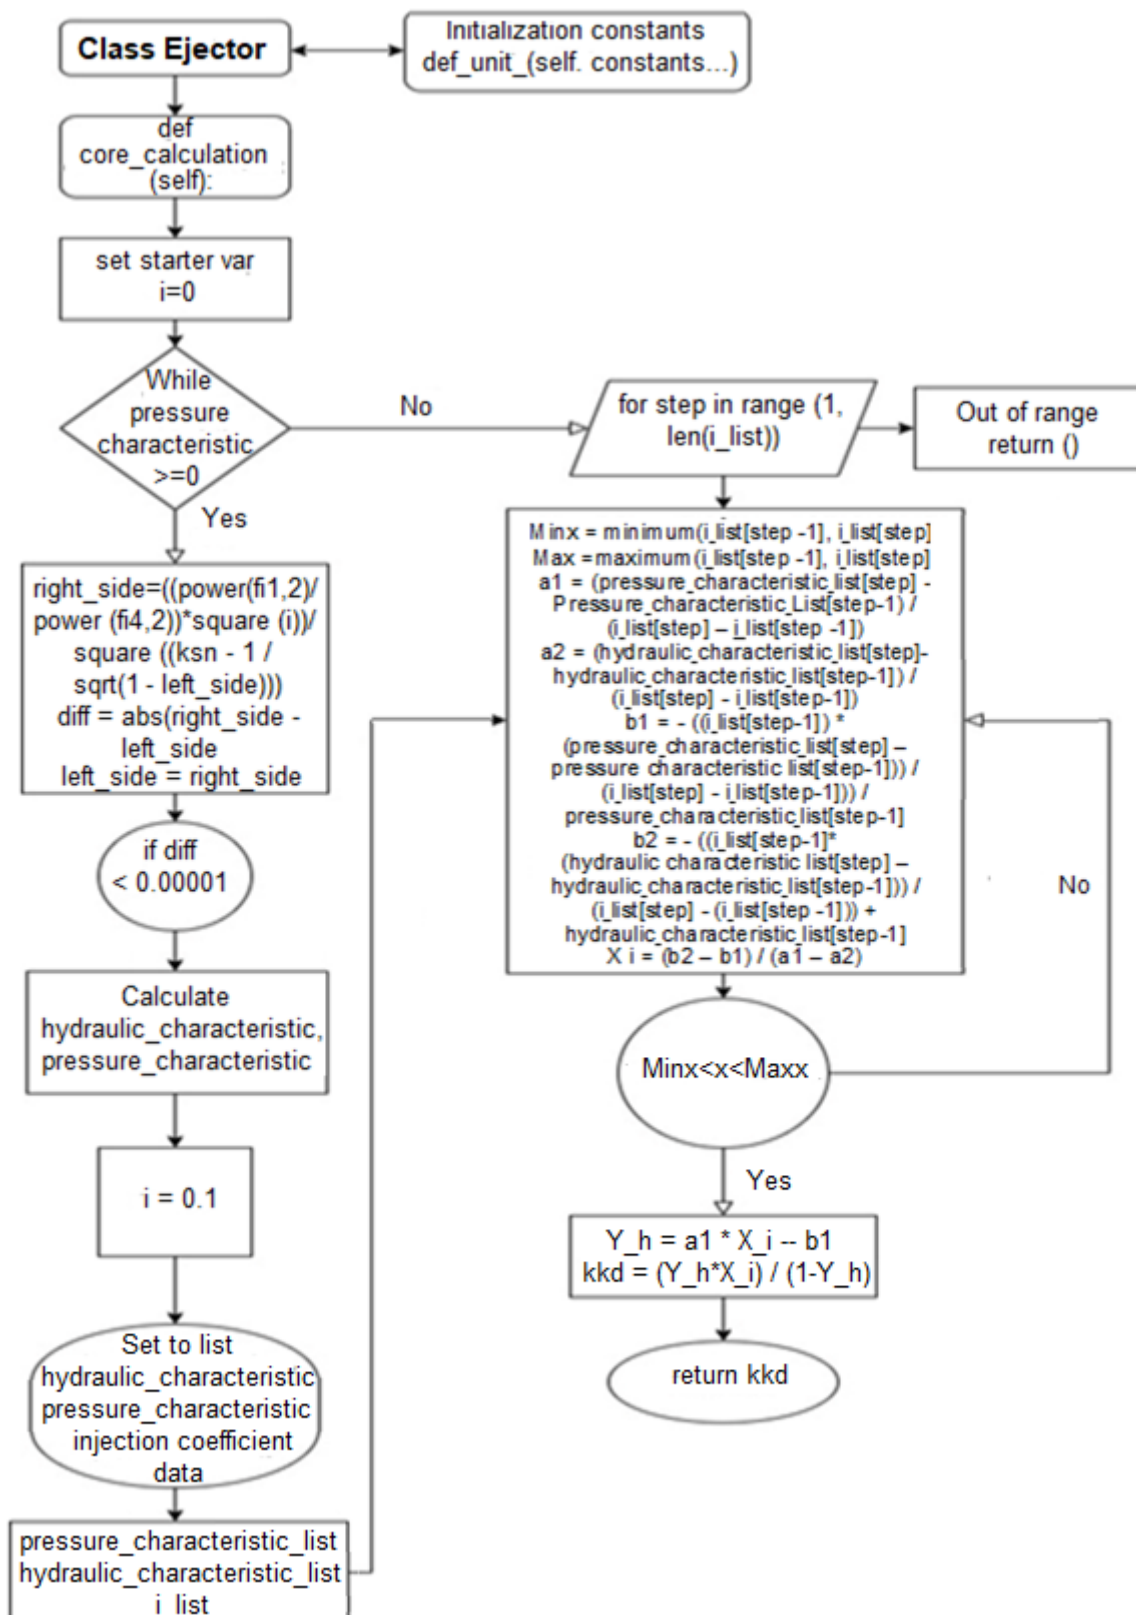 Class Ejector
Initialization constants
def_unit_(self. constants...)
def
core_calculation
(self):
set starter var
i=0
While
pressure
characteristic
>=0
No
Yes
for step in range (1,
len(i_list))
Out of range
return ()
right_side=((power(fi1,2)/
power (fi4,2))*square (i))/
square ((ksn - 1 /
sqrt(1 - left_side)))
diff = abs(right_side -
left_side
left_side = right_side
if diff
< 0.00001
Calculate
hydraulic_characteristic,
pressure_characteristic
i = 0.1
Set to list
hydraulic_characteristic
pressure_characteristic
injection coefficient
data
pressure_characteristic_list
hydraulic_characteristic_list
i_list
Minx = minimum(i_list[step -1], i_list[step]
Max =maximum(i_list[step -1], i_list[step]
a1 = (pressure_characteristic_list[step] -
Pressure_characteristic_List[step-1) /
(i_list[step] – i_list[step -1])
a2 = (hydraulic_characteristic_list[step]-
hydraulic_characteristic_list[step-1]) /
(i_list[step] - i_list[step-1])
b1 = - ((i_list[step-1]) *
(pressure_characteristic_list[step] –
pressure characteristic list[step-1])) /
(i_list[step] - i_list[step-1])) /
pressure_characteristic_list[step-1]
b2 = - ((i_list[step-1]*
(hydraulic characteristic list[step] –
hydraulic_characteristic_list[step-1])) /
(i_list[step] - (i_list[step -1])) +
hydraulic_characteristic_list[step-1]
X i = (b2 – b1) / (a1 – a2)
No
Minx<x<Maxx
Yes
Y_h = a1 * X_i -- b1
kkd = (Y_h*X_i) / (1-Y_h)
return kkd